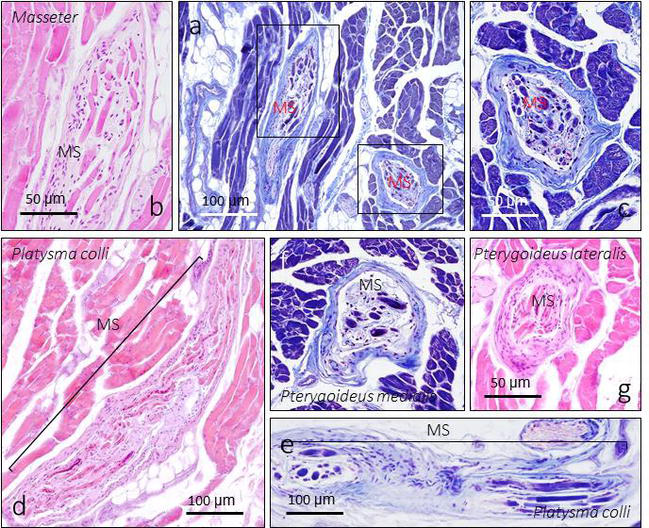 Masseter
MS
50 µm
b
a
MS
MS
100 µm
MS
50 µm
c
Platysma colli
MS
100 µm
d
MS
Pterygoideus medialis
Pterygoideus lateralis
MS
50 µm
g
MS
e
100 µm
Platysma colli